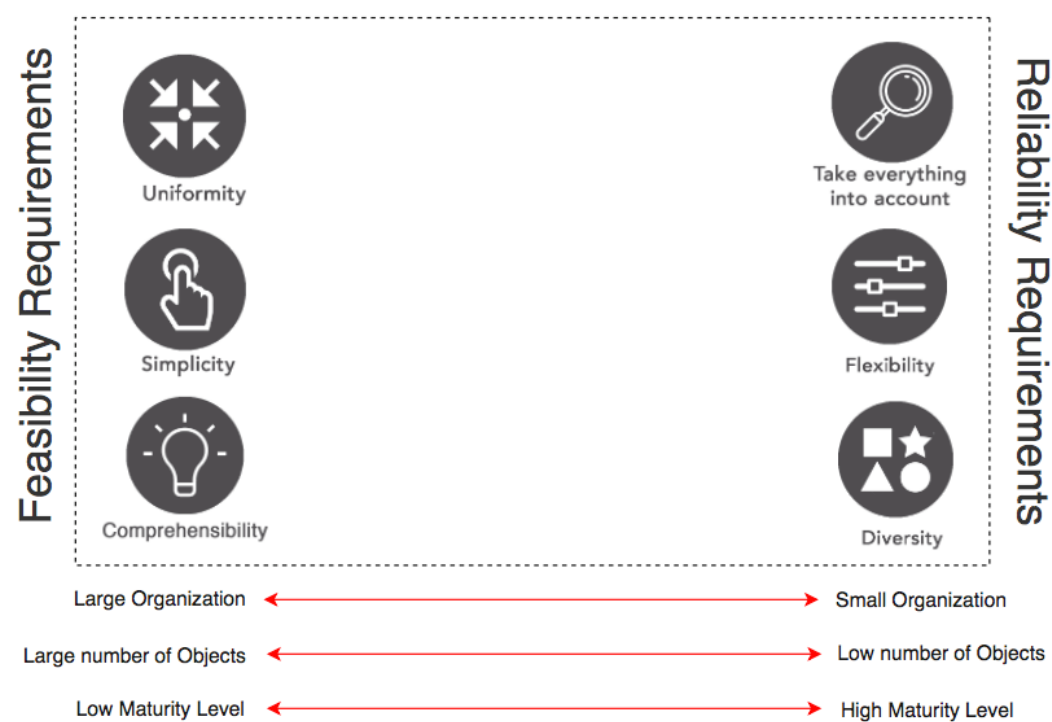 Feasibility Requirements
Uniformity
Simplicity
Comprehensibility
Take everything
into account
Flexibility
Diversity
Reliability Requirements
Large Organization
Small Organization
Large number of Objects
Low number of Objects
Low Maturity Level
High Maturity Level